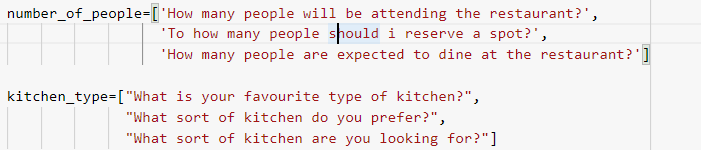 number_of_people=['How many people will be attending the restaurant?',
'To how many people should i reserve a spot?',
'How many people are expected to dine at the restaurant?']
kitchen_type=["What is your favourite type of kitchen?",
"What sort of kitchen do you prefer?",
"What sort of kitchen are you looking for?"]